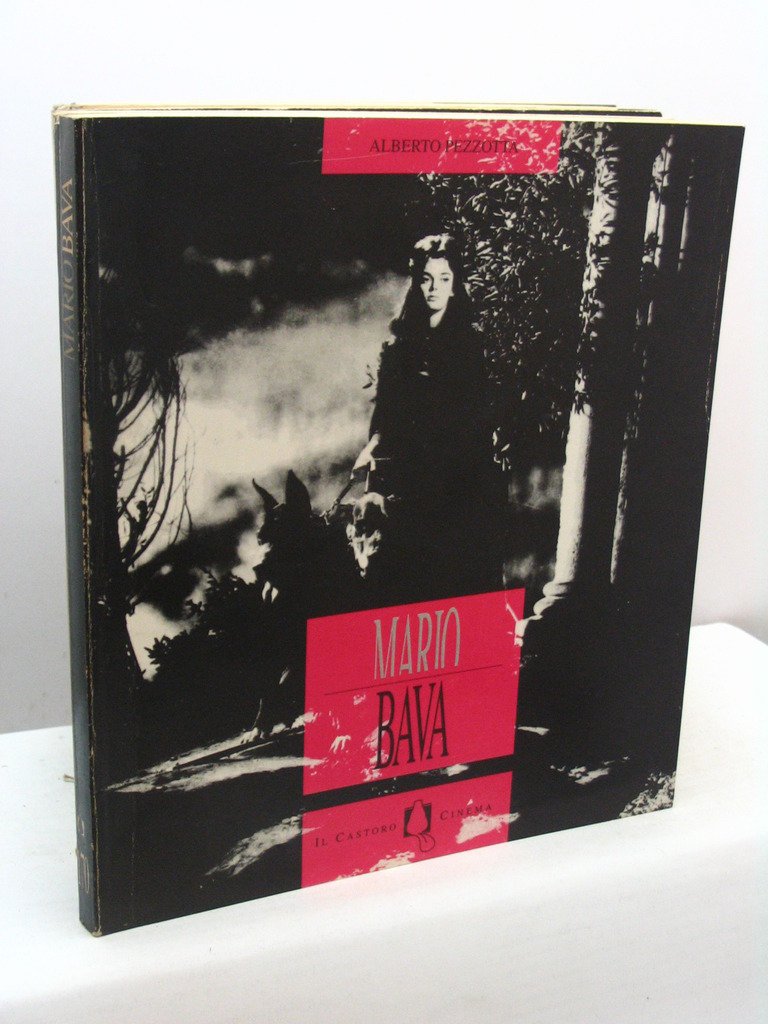 ALBERTO PEZZOTTA
MARIO BAVA
MARIO
BAVA
IL CASTORO CINEMA